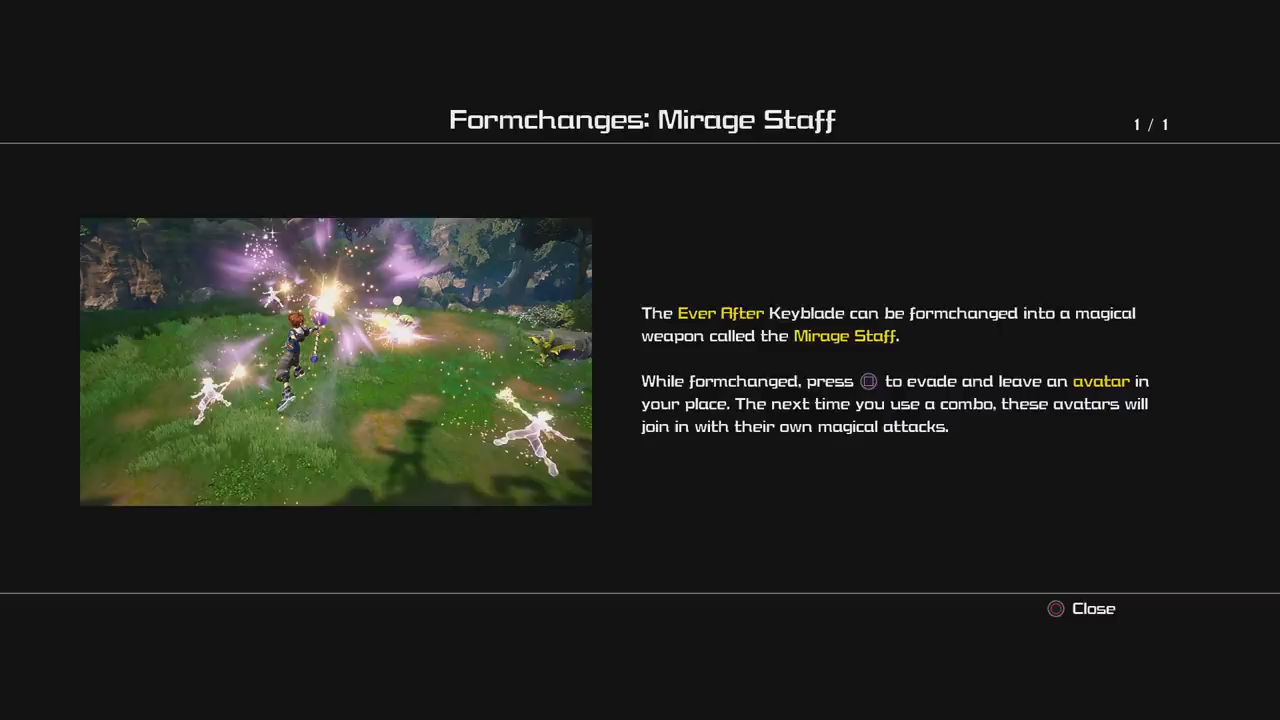 Formchanges: Mirage Staff
1 / 1
The Ever After Keyblade can be formchanged into a magical
weapon called the Mirage Staff.
While formchanged, press to evade and leave an avatar in
your place. The next time you use a combo, these avatars will
join in with their own magical attacks.
Close